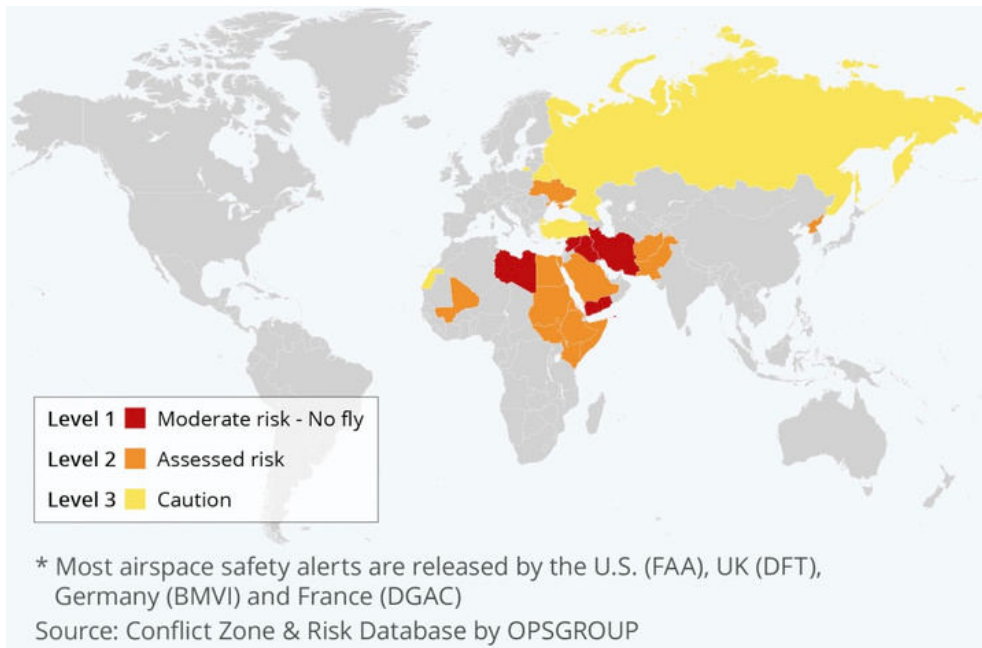 Level 1 Moderate risk - No fly
Level 2 Assessed risk
Level 3 Caution
* Most airspace safety alerts are released by the U.S. (FAA), UK (DFT),
Germany (BMVI) and France (DGAC)
Source: Conflict Zone & Risk Database by OPSGROUP